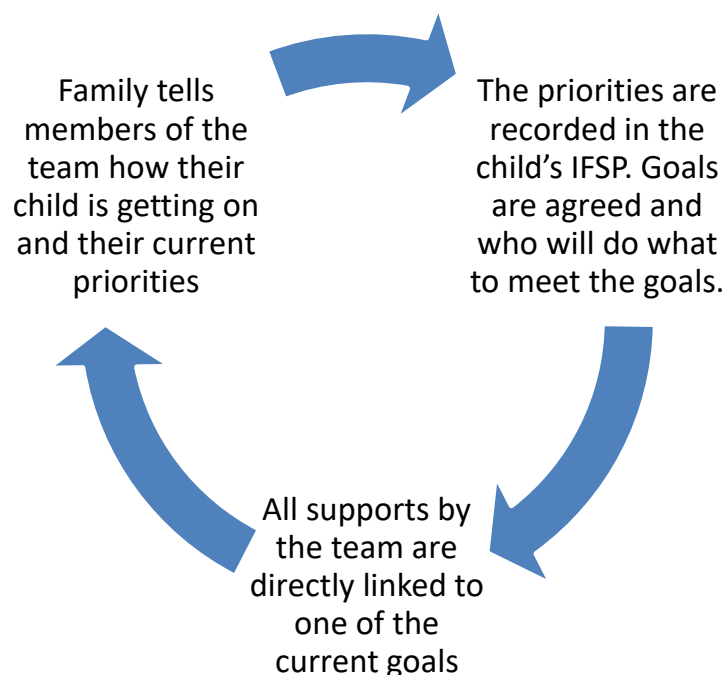 Family tells
members of the
team how their
child is getting on
and their current
priorities
The priorities are
recorded in the
child’s IFSP. Goals
are agreed and
who will do what
to meet the goals.
All supports by
the team are
directly linked to
one of the
current goals